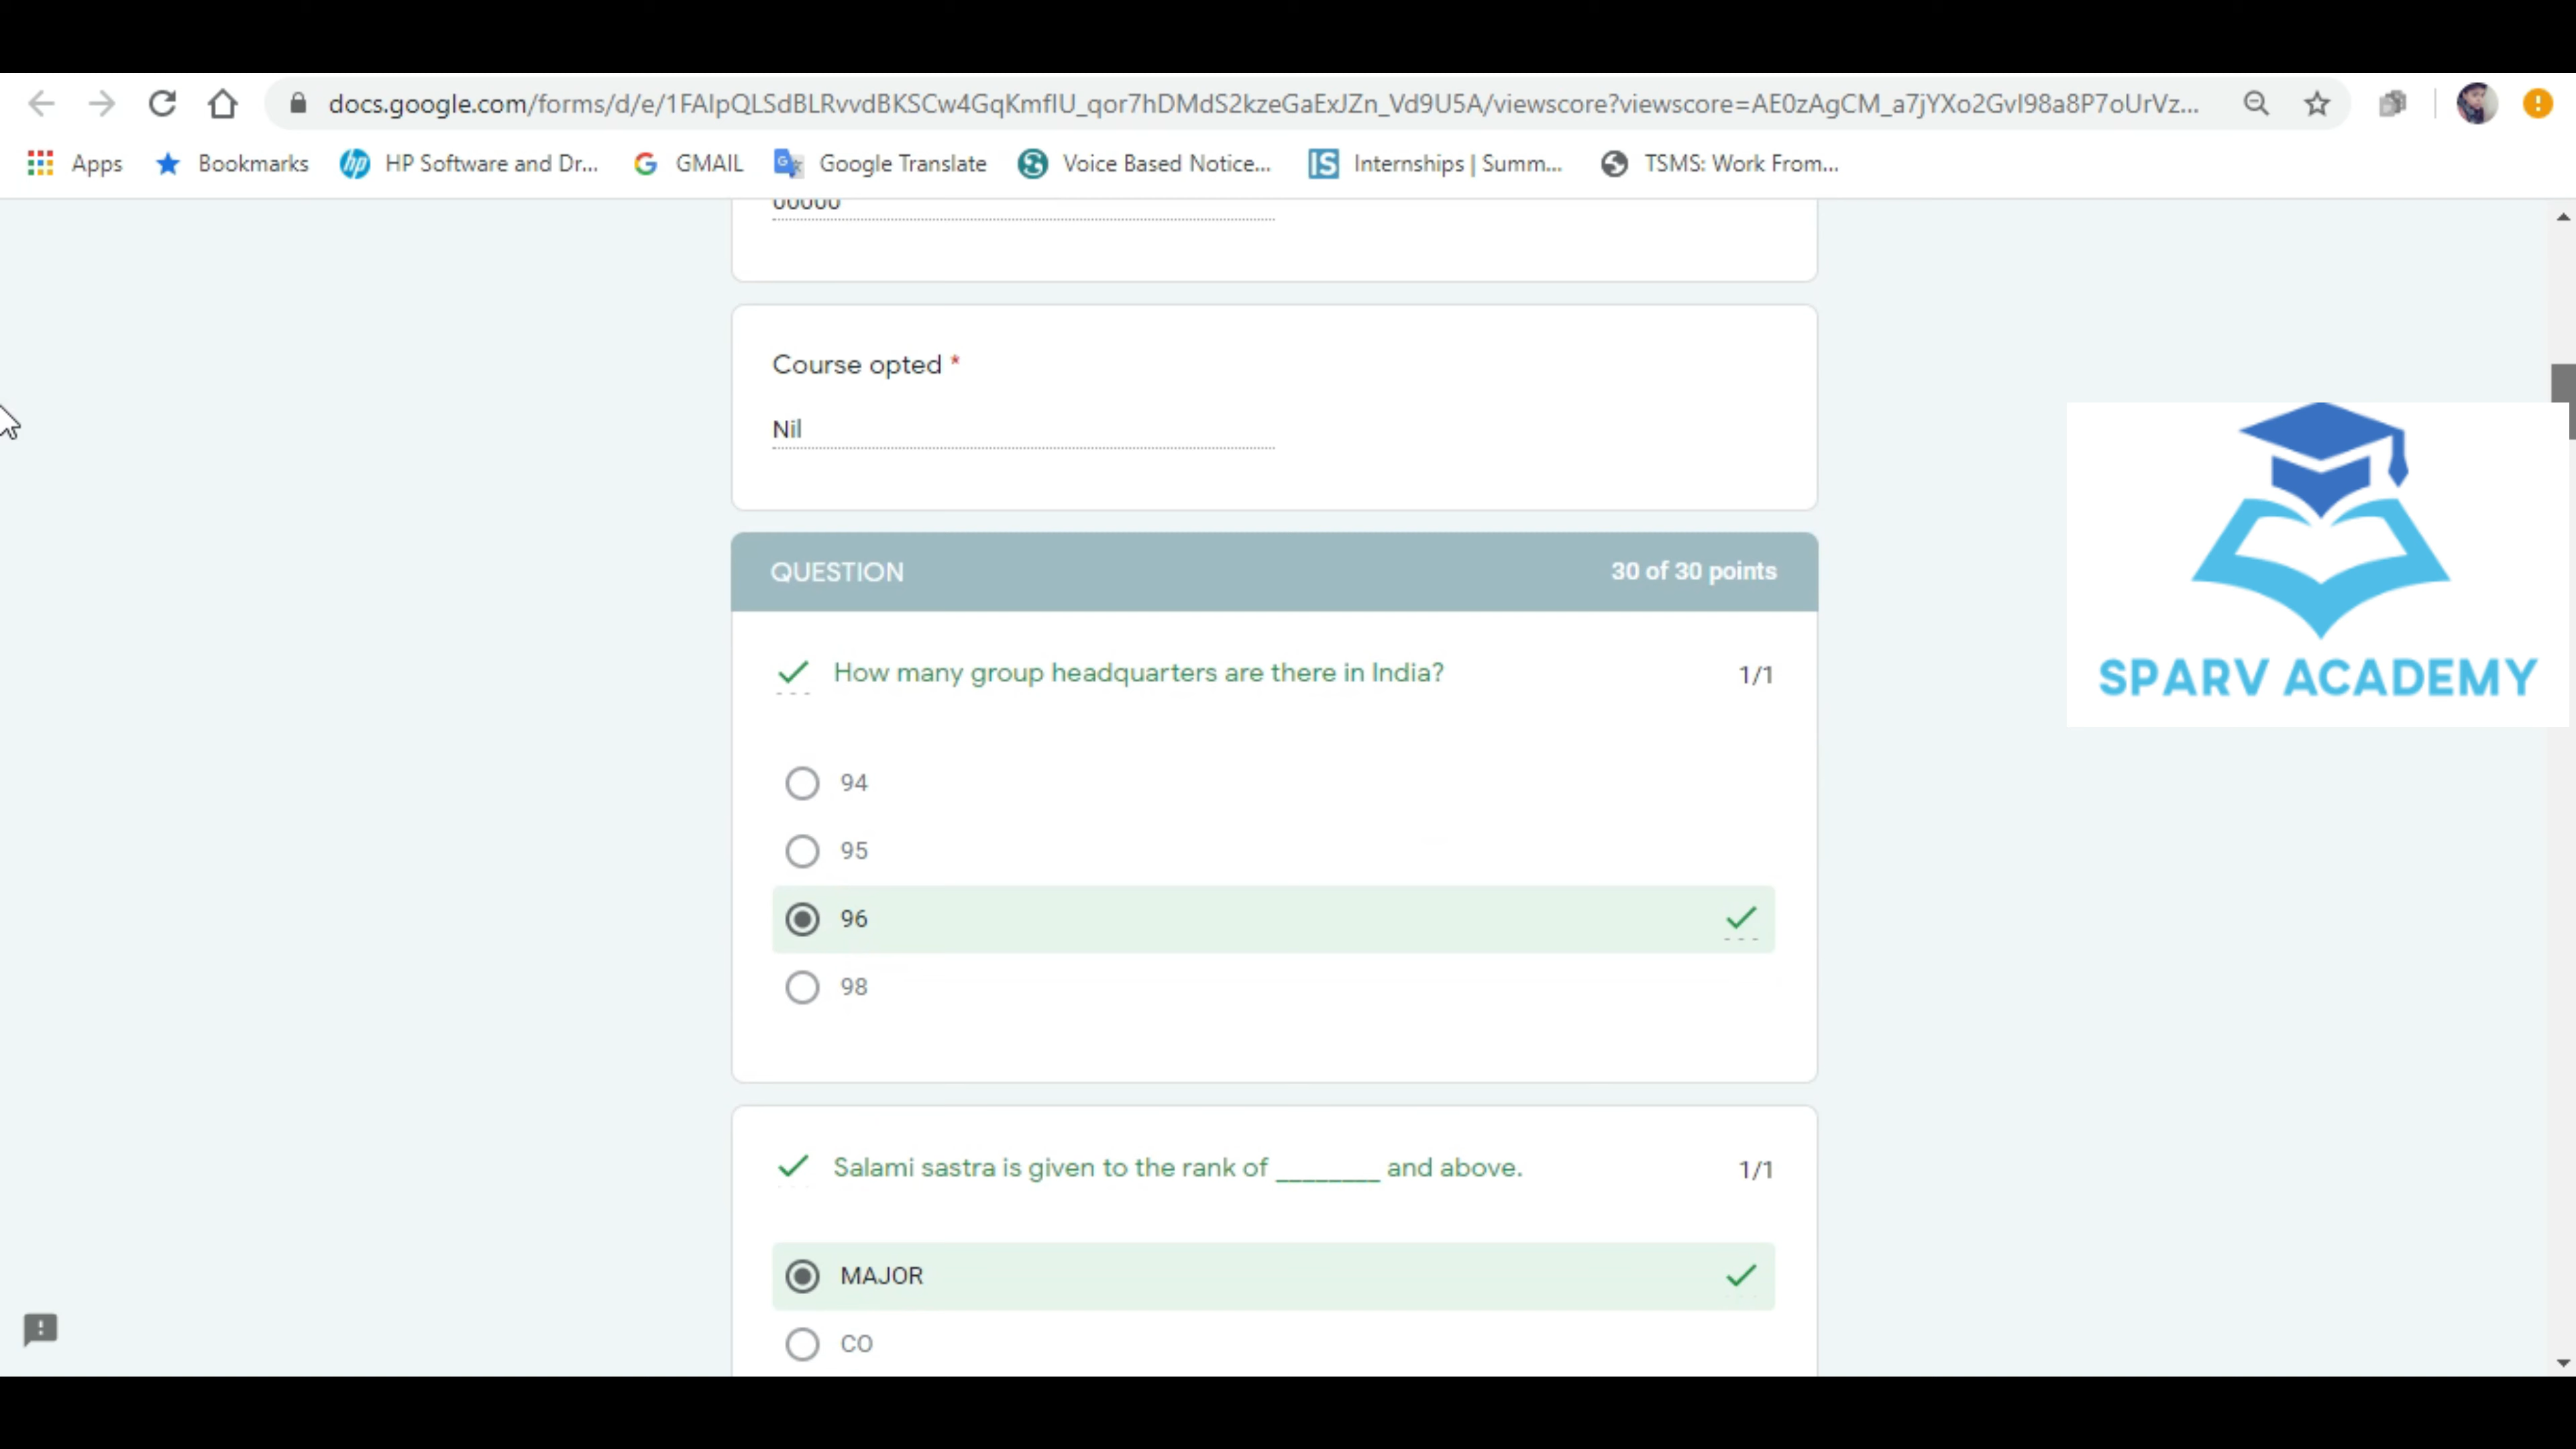 docs.google.com/forms/d/e/1FAIpQLSdBLRvvdBKSCw4GqKmfIU_qor7hDMdS2kzeGaExJZn_Vd9U5A/viewscore?viewscore=AE0zAgCM_a7jYXo2GvI98a8P7oUrVz...
Apps Bookmarks HP Software and Dr... GMAIL Google Translate Voice Based Notice... Internships | Summ... TSMS: Work From...
Course opted *
Nil
QUESTION 30 of 30 points
How many group headquarters are there in India? 1/1
94
95
96
98
Salami sastra is given to the rank of ________ and above. 1/1
MAJOR
CO
SPARV ACADEMY